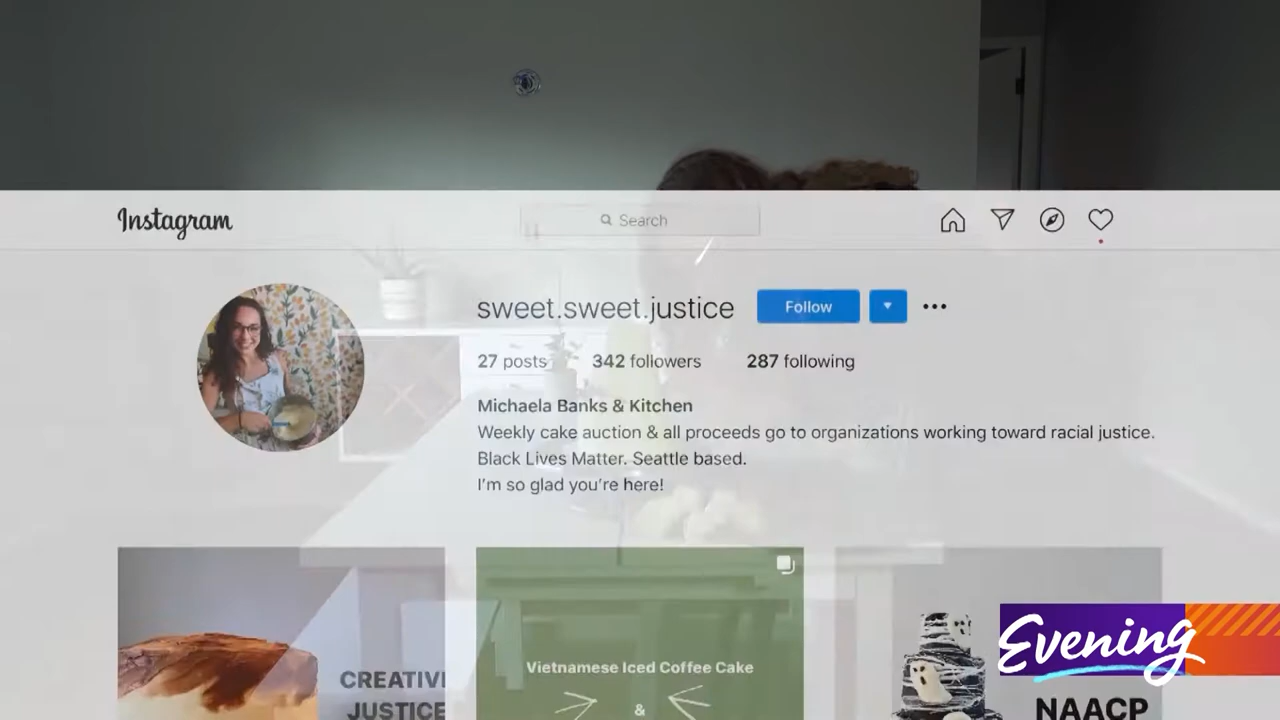 Instagram
Search
sweet.sweet.justice
Follow
27 posts 342 followers 287 following
Michaela Banks & Kitchen
Weekly cake auction & all proceeds go to organizations working toward racial justice.
Black Lives Matter. Seattle based.
I'm so glad you're here!
CREATIVE
JUSTICE
Vietnamese Iced Coffee Cake
&
NAACP
Evening